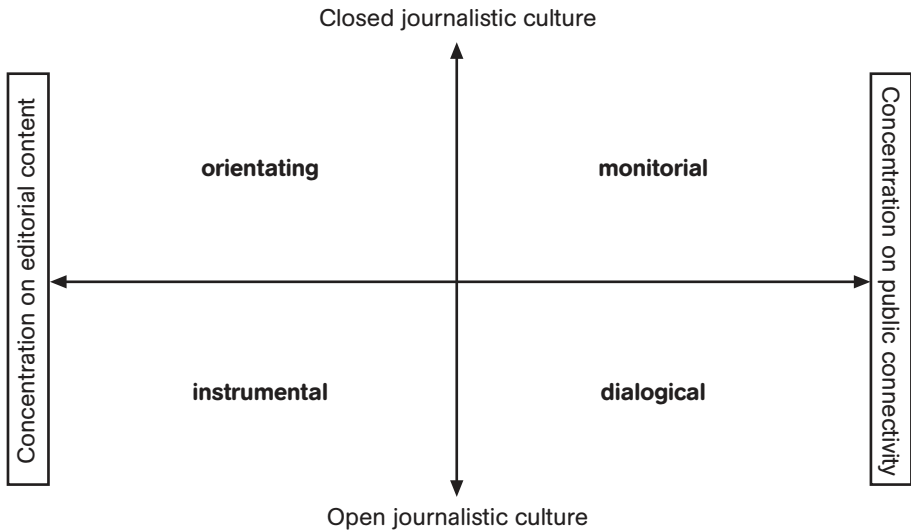 Closed journalistic culture
Concentration on editorial content
Concentration on public connectivity
orientating
monitorial
instrumental
dialogical
Open journalistic culture